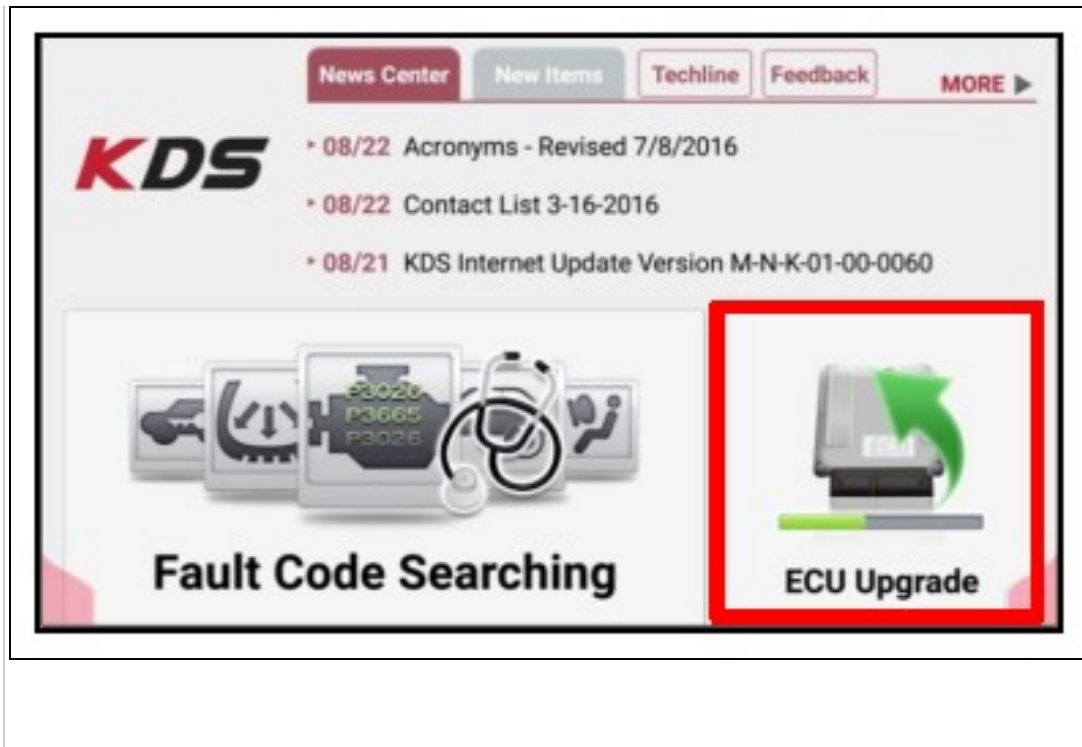 News Center New Items Techline Feedback MORE
KDS
08/22 Acronyms - Revised 7/8/2016
08/22 Contact List 3-16-2016
08/21 KDS Internet Update Version M-N-K-01-00-0060
P3026
P3665
P3026
ECU
Fault Code Searching
ECU Upgrade